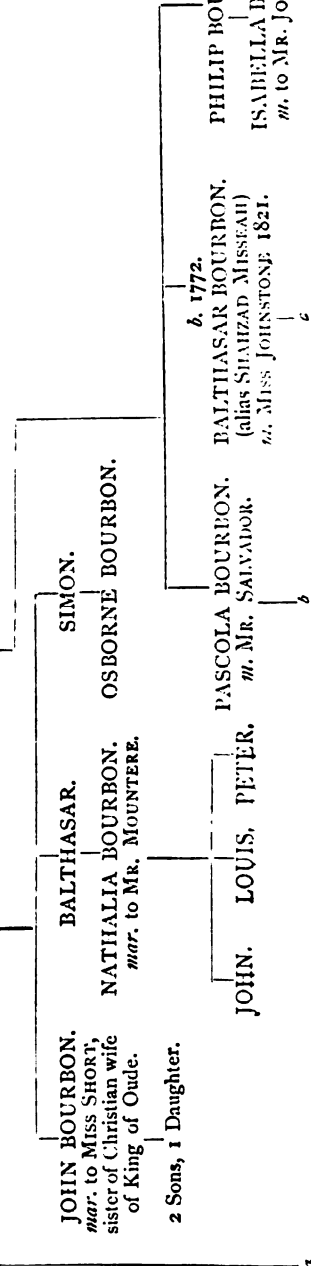 JOHN BOURBON.
mar. to MISS SHORT,
sister of Christian wife
of King of Oude.
2 Sons, 1 Daughter.
BALTHASAR.
NATHALIA BOURBON.
mar. to MR. MOUNTERE.
JOHN. LOUIS. PETER.
SIMON.
OSBORNE BOURBON.
PASCOLA BOURBON.
m. MR. SALVADOR.
b
b. 1772.
BALTHASAR BOURBON.
(alias SHAHZAD MISSEAH)
m. MISS JOHNSTONE 1821.
c
PHILIP BOU
ISABELLA B
m. to MR. JO